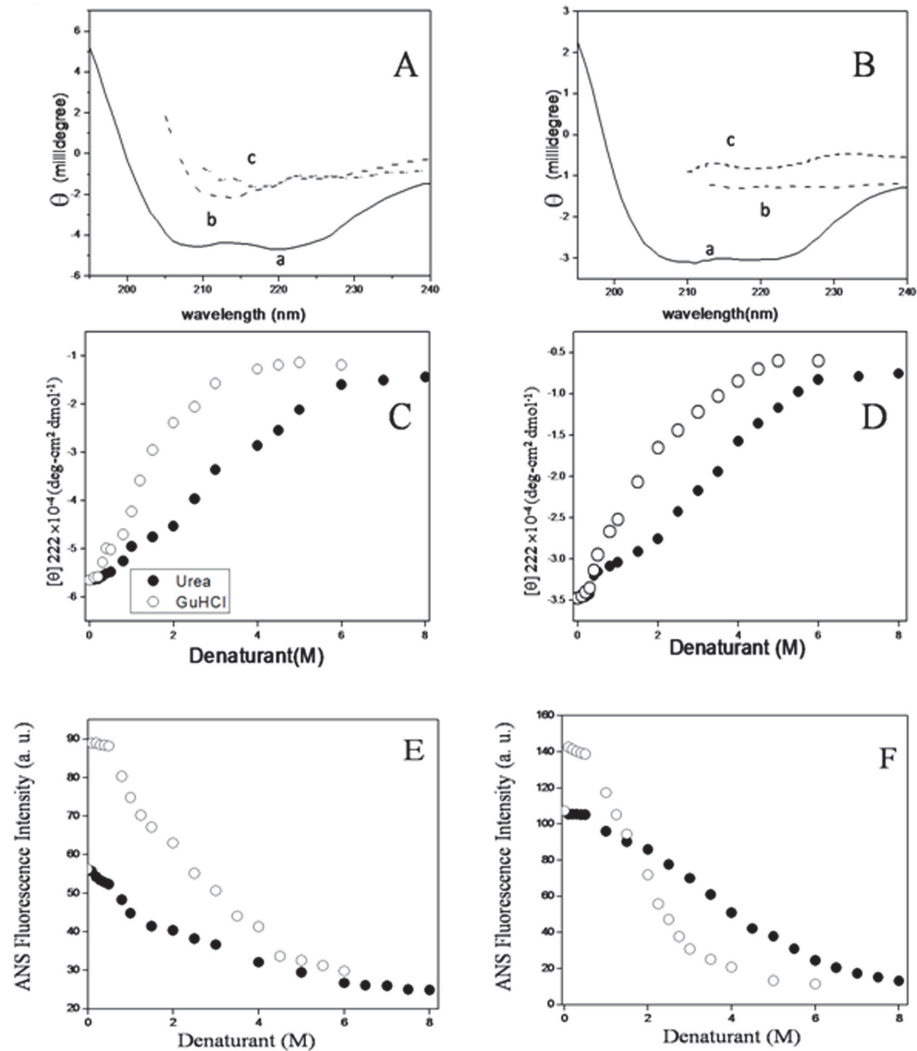 A
5
4
2
0
-2
-4
-6
Θ (millidegree)
c
b
a
200
210
220
230
240
wavelength (nm)
B
3
2
1
0
-1
-2
-3
Θ (millidegree)
c
b
a
200
210
220
230
240
wavelength(nm)
C
-1
-2
-3
-4
-5
-6
[θ] 222 ×10⁻⁴ (deg-cm² dmol⁻¹)
Urea
GuHCl
0
2
4
6
8
Denaturant(M)
D
-0.5
-1.0
-1.5
-2.0
-2.5
-3.0
-3.5
[θ] 222 ×10⁻⁴ (deg-cm² dmol⁻¹)
0
2
4
6
8
Denaturant (M)
E
90
80
70
60
50
40
30
20
ANS Fluorescence Intensity (a. u.)
0
2
4
6
8
Denaturant (M)
F
160
140
120
100
80
60
40
20
0
ANS Fluorescence Intensity (a. u.)
0
2
4
6
8
Denaturant (M)